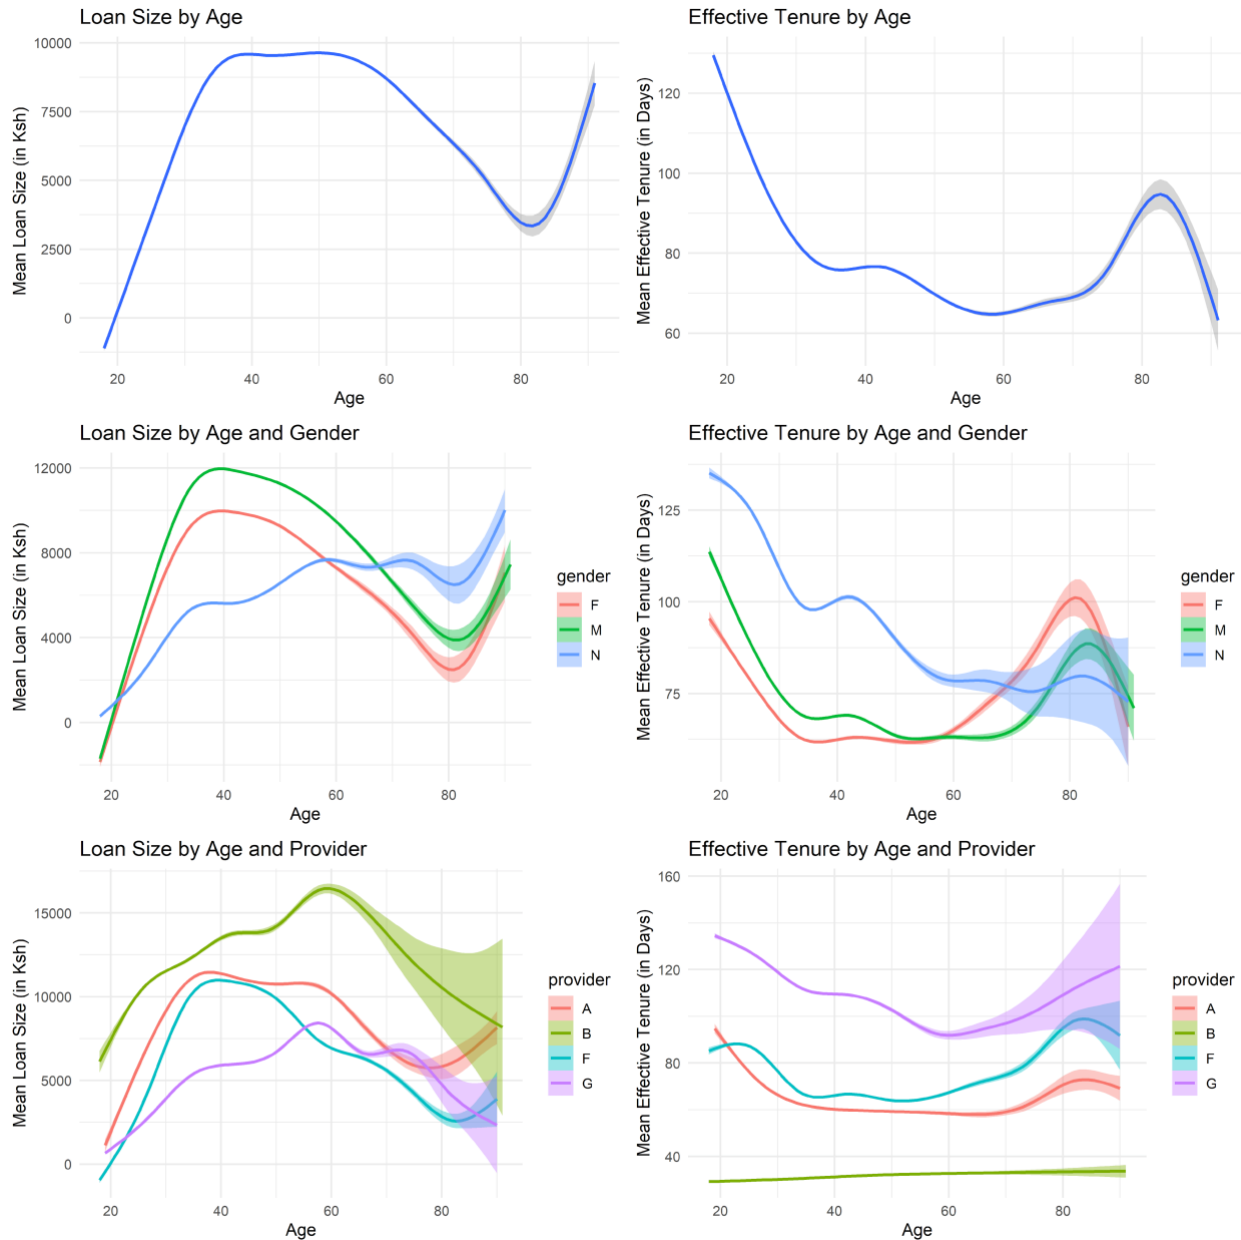 Loan Size by Age
Mean Loan Size (in Ksh)
10000
7500
5000
2500
0
20 40 60 80
Age
Effective Tenure by Age
Mean Effective Tenure (in Days)
120
100
80
60
20 40 60 80
Age
Loan Size by Age and Gender
Mean Loan Size (in Ksh)
12000
8000
4000
0
20 40 60 80
Age
gender
F
M
N
Effective Tenure by Age and Gender
Mean Effective Tenure (in Days)
125
100
75
20 40 60 80
Age
gender
F
M
N
Loan Size by Age and Provider
Mean Loan Size (in Ksh)
15000
10000
5000
0
20 40 60 80
Age
provider
A
B
F
G
Effective Tenure by Age and Provider
Mean Effective Tenure (in Days)
160
120
80
40
20 40 60 80
Age
provider
A
B
F
G